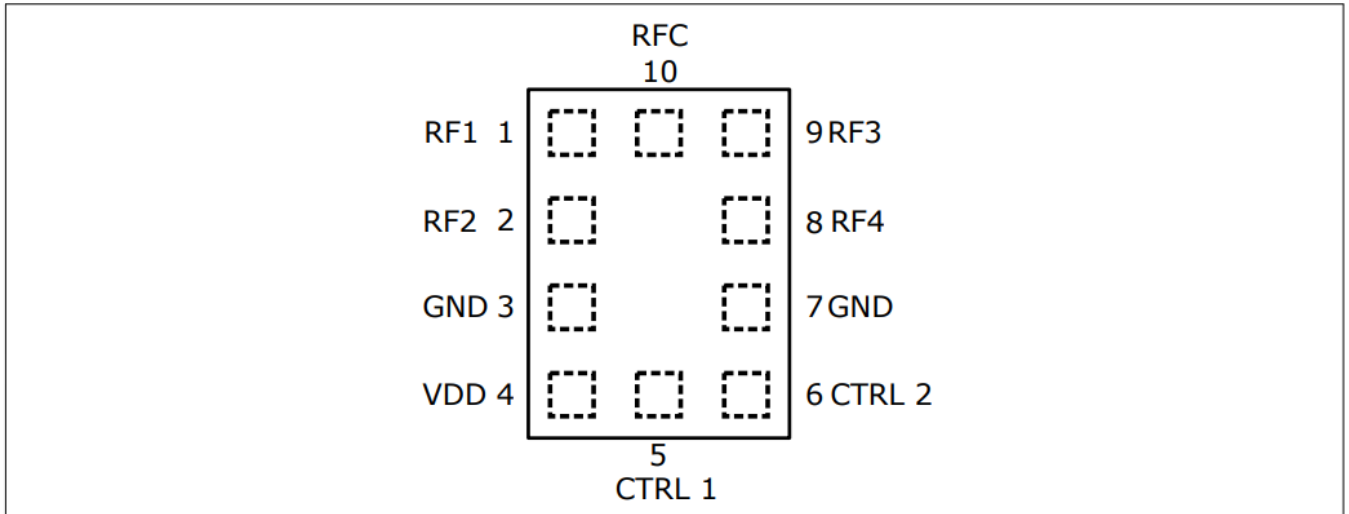 RFC
10
RF1 1
9 RF3
RF2 2
8 RF4
GND 3
7 GND
VDD 4
6 CTRL 2
5
CTRL 1